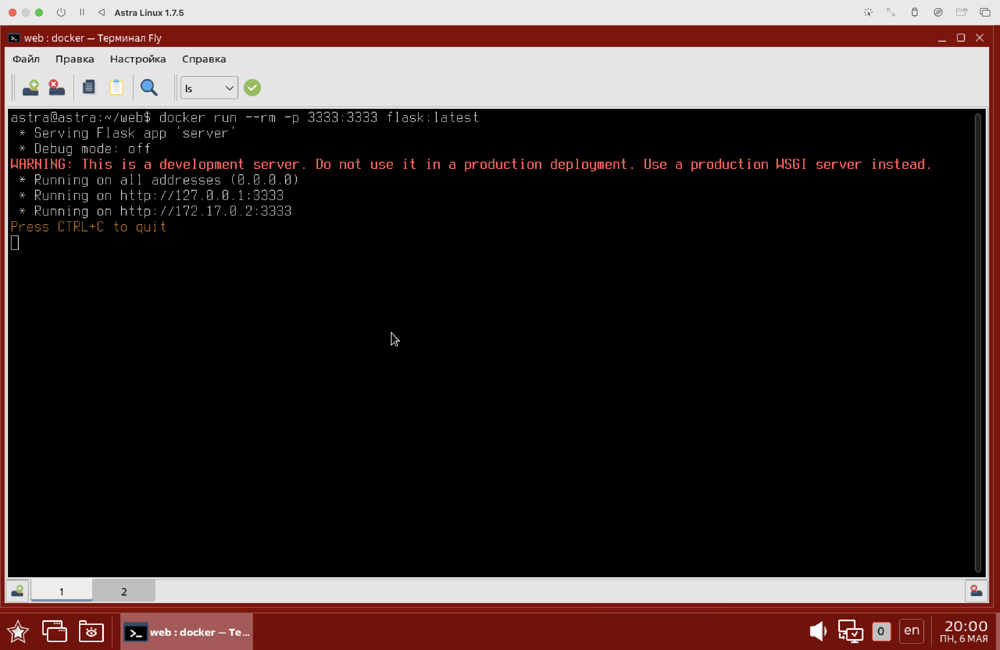 Astra Linux 1.7.5
web : docker — Терминал Fly
Файл Правка Настройка Справка
ls
astra@astra:~/web$ docker run --rm -p 3333:3333 flask:latest
* Serving Flask app 'server'
* Debug mode: off
WARNING: This is a development server. Do not use it in a production deployment. Use a production WSGI server instead.
* Running on all addresses (0.0.0.0)
* Running on http://127.0.0.1:3333
* Running on http://172.17.0.2:3333
Press CTRL+C to quit
1 2
web : docker — Te...
0 en 20:00
ПН, 6 МАЯ